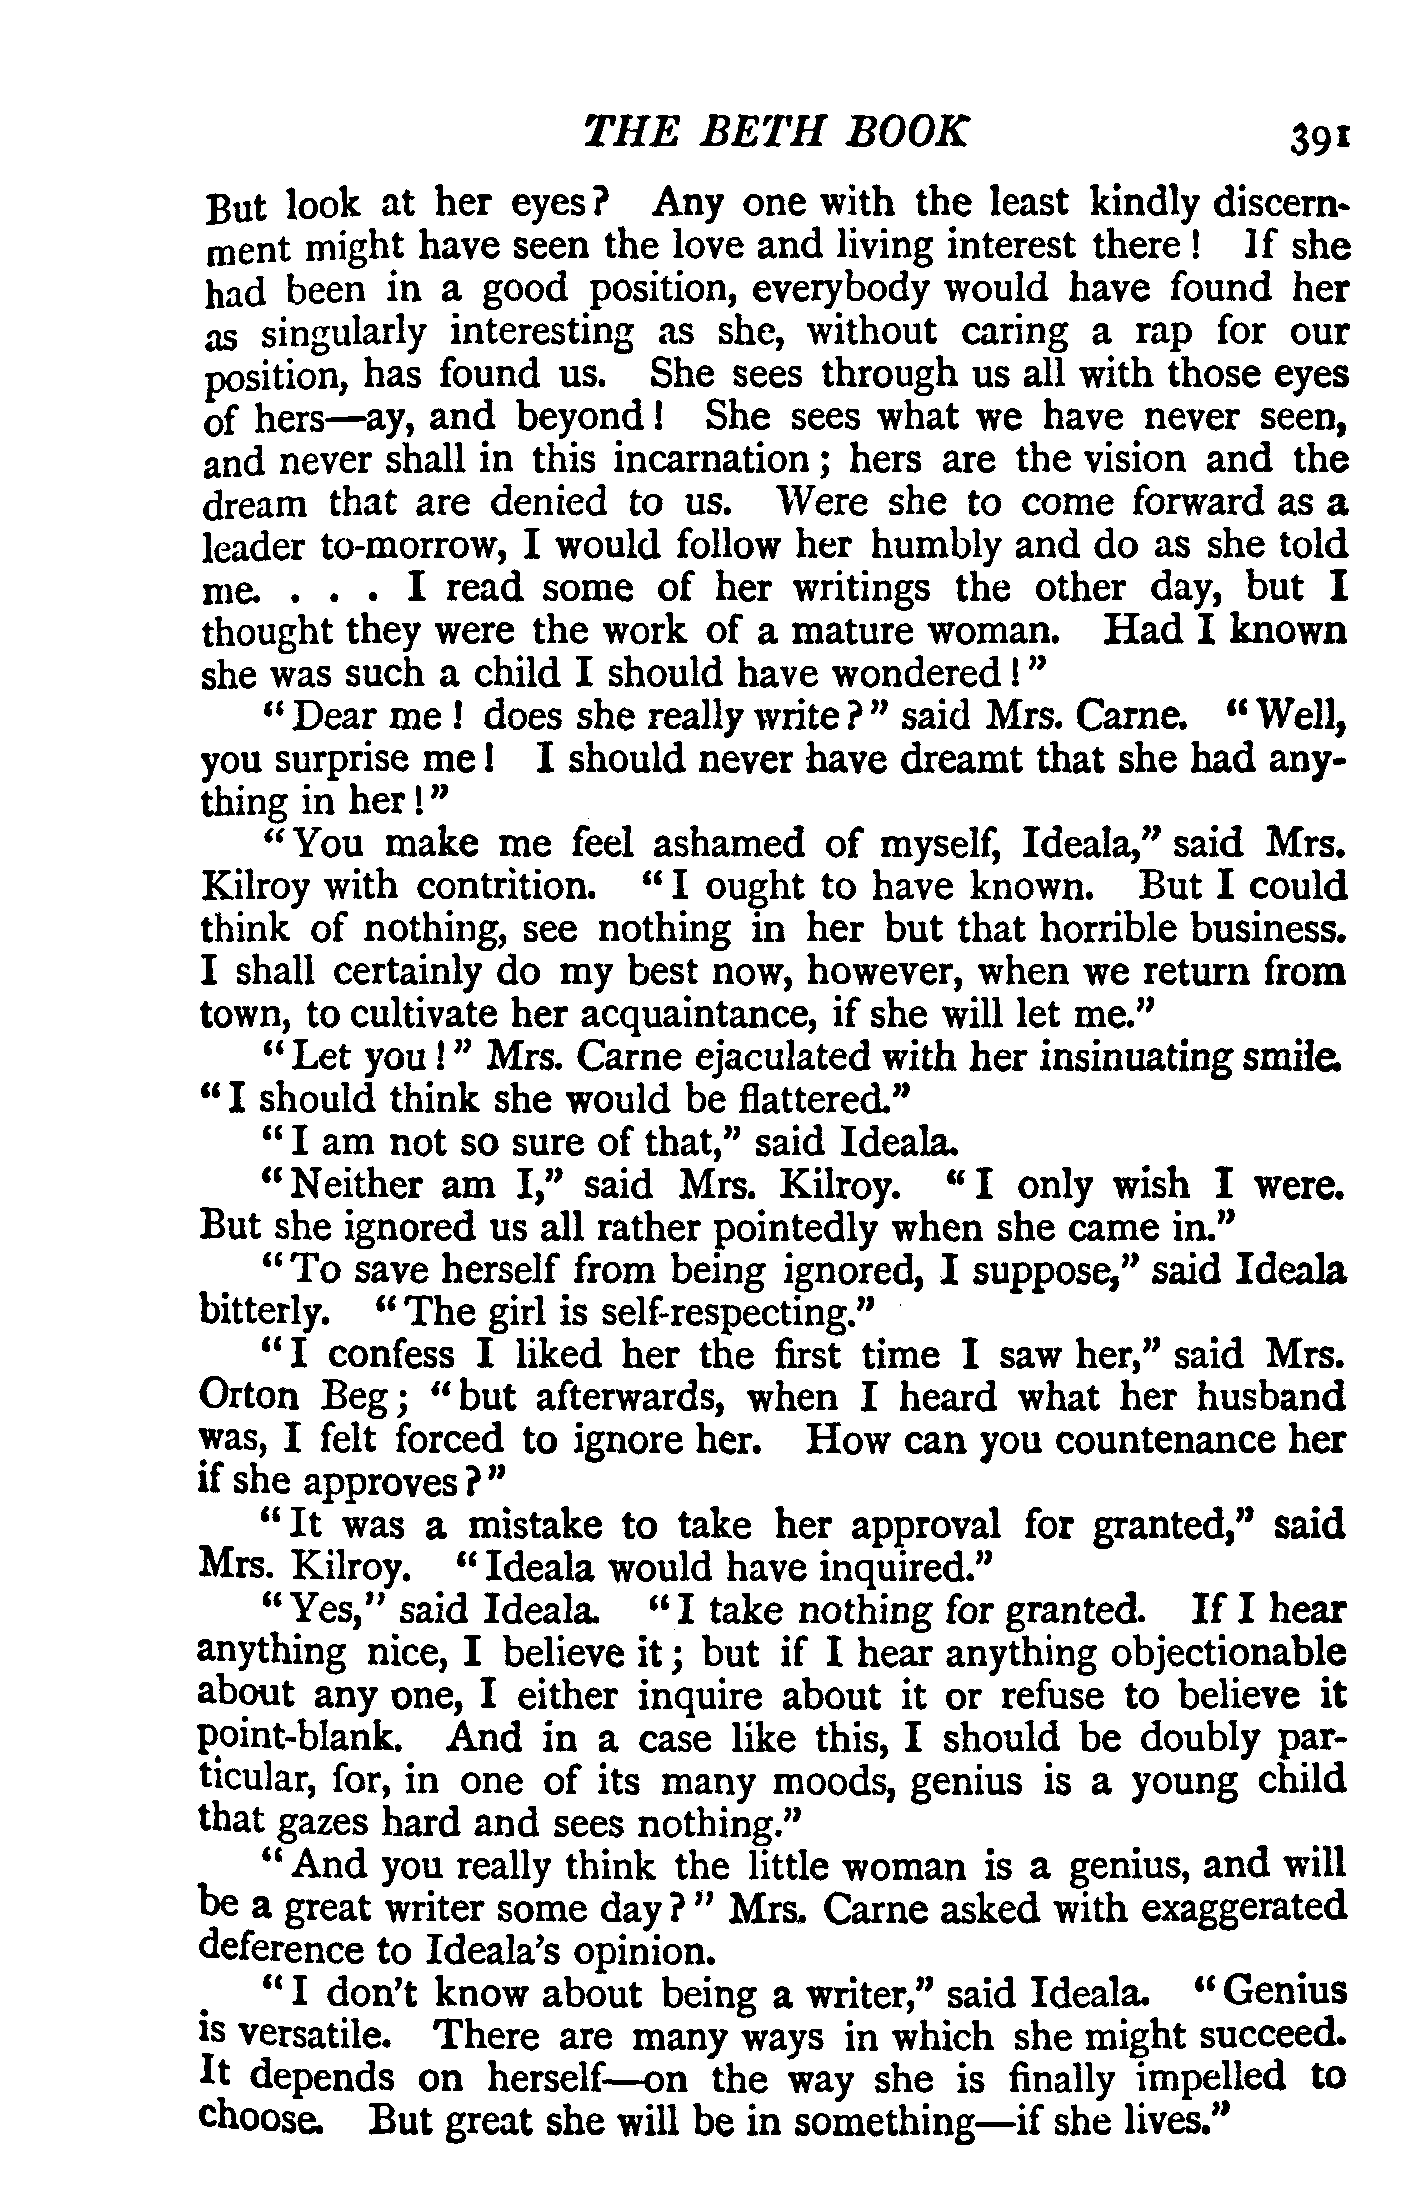 THE BETH BOOK 391
But look at her eyes? Any one with the least kindly discern-
ment might have seen the love and living interest there! If she
had been in a good position, everybody would have found her
as singularly interesting as she, without caring a rap for our
position, has found us. She sees through us all with those eyes
of hers—ay, and beyond! She sees what we have never seen,
and never shall in this incarnation; hers are the vision and the
dream that are denied to us. Were she to come forward as a
leader to-morrow, I would follow her humbly and do as she told
me. . . . I read some of her writings the other day, but I
thought they were the work of a mature woman. Had I known
she was such a child I should have wondered!"
"Dear me! does she really write?" said Mrs. Carne. "Well,
you surprise me! I should never have dreamt that she had any-
thing in her!"
"You make me feel ashamed of myself, Ideala," said Mrs.
Kilroy with contrition. "I ought to have known. But I could
think of nothing, see nothing in her but that horrible business.
I shall certainly do my best now, however, when we return from
town, to cultivate her acquaintance, if she will let me."
"Let you!" Mrs. Carne ejaculated with her insinuating smile.
"I should think she would be flattered."
"I am not so sure of that," said Ideala.
"Neither am I," said Mrs. Kilroy. "I only wish I were.
But she ignored us all rather pointedly when she came in."
"To save herself from being ignored, I suppose," said Ideala
bitterly. "The girl is self-respecting."
"I confess I liked her the first time I saw her," said Mrs.
Orton Beg; "but afterwards, when I heard what her husband
was, I felt forced to ignore her. How can you countenance her
if she approves?"
"It was a mistake to take her approval for granted," said
Mrs. Kilroy. "Ideala would have inquired."
"Yes," said Ideala. "I take nothing for granted. If I hear
anything nice, I believe it; but if I hear anything objectionable
about any one, I either inquire about it or refuse to believe it
point-blank. And in a case like this, I should be doubly par-
ticular, for, in one of its many moods, genius is a young child
that gazes hard and sees nothing."
"And you really think the little woman is a genius, and will
be a great writer some day?" Mrs. Carne asked with exaggerated
deference to Ideala's opinion.
"I don't know about being a writer," said Ideala. "Genius
is versatile. There are many ways in which she might succeed.
It depends on herself—on the way she is finally impelled to
choose. But great she will be in something—if she lives."